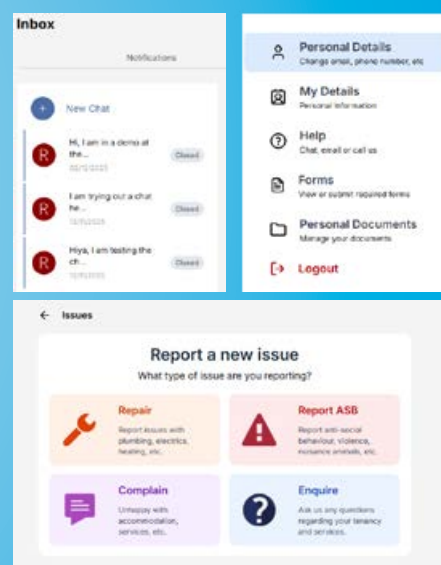 Inbox
Notifications
New Chat
Hi, I am in a demo at
the...
Closed
I am trying out a chat
he...
Closed
Hiya, I am testing the
ch...
Closed
R
R
R
Personal Details
Change email, phone number, etc
My Details
Personal information
Help
Chat, email or call us
Forms
View or submit required forms
Personal Documents
Manage your documents
Logout
← Issues
Report a new issue
What type of issue are you reporting?
Repair
Report issues with
plumbing, electrics,
heating, etc.
Report ASB
Report anti-social
behaviour, violence,
nuisance animals, etc.
Complain
Unhappy with
accommodation,
services, etc.
Enquire
Ask us any questions
regarding your tenancy
and services.